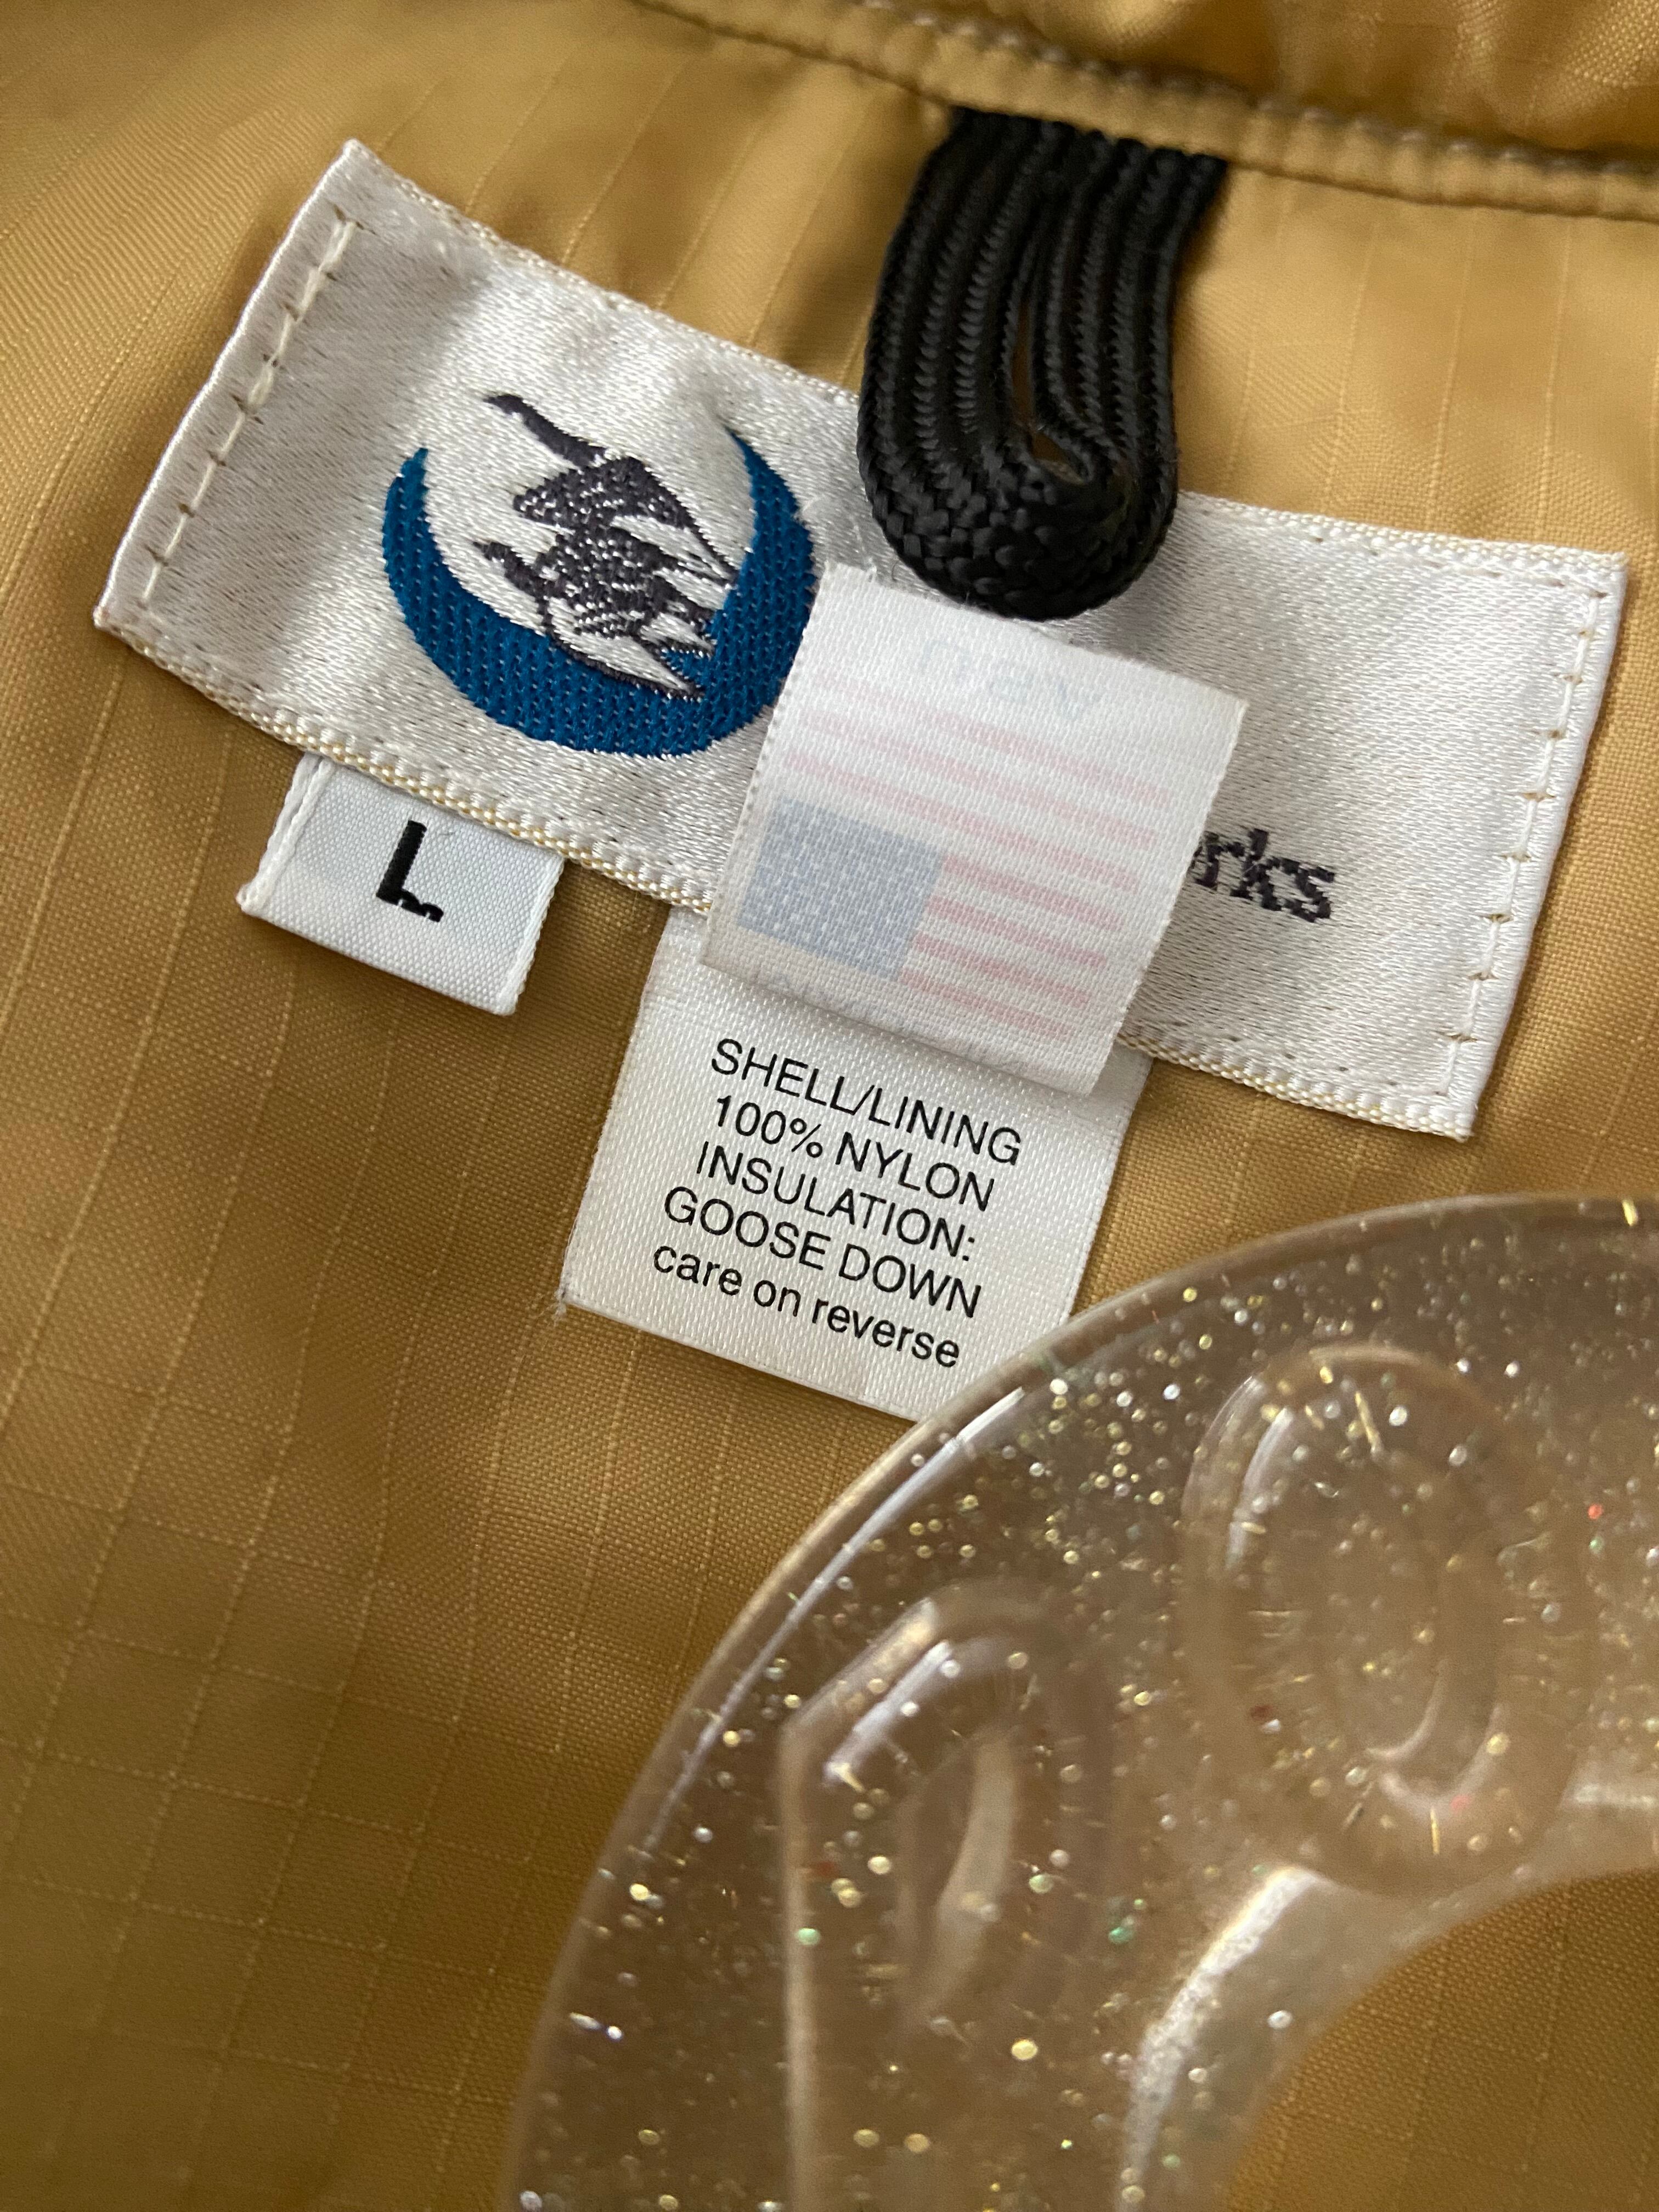 L
rks
SHELL/LINING
100% NYLON
INSULATION:
GOOSE DOWN
care on reverse